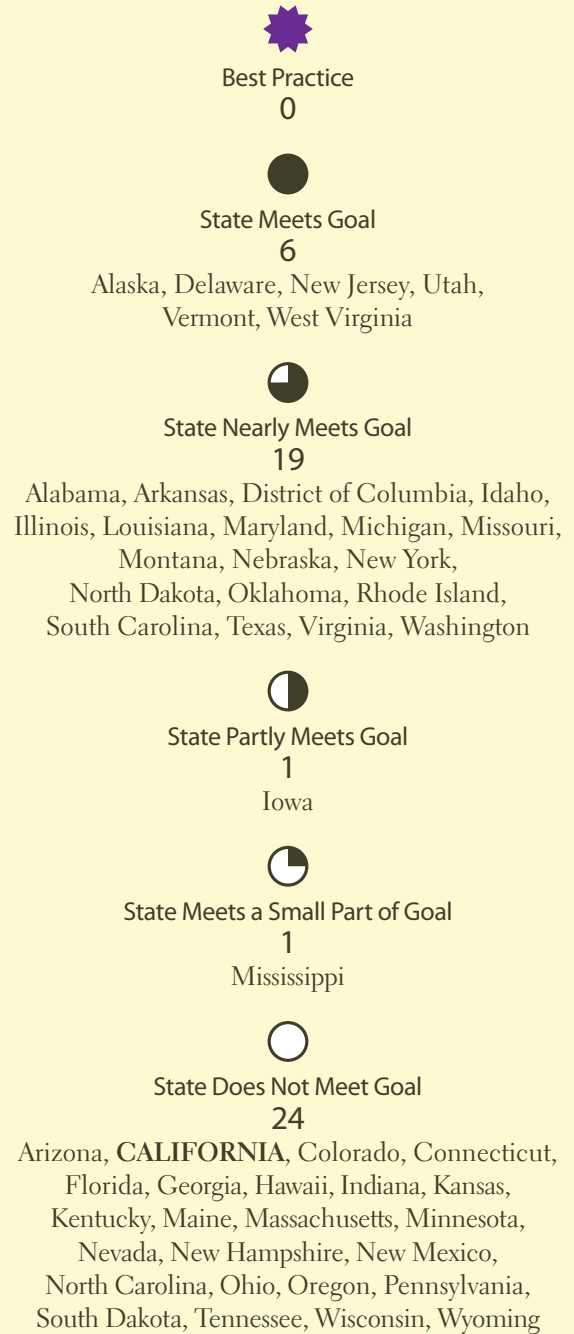 Best Practice
0
State Meets Goal
6
Alaska, Delaware, New Jersey, Utah,
Vermont, West Virginia
State Nearly Meets Goal
19
Alabama, Arkansas, District of Columbia, Idaho,
Illinois, Louisiana, Maryland, Michigan, Missouri,
Montana, Nebraska, New York,
North Dakota, Oklahoma, Rhode Island,
South Carolina, Texas, Virginia, Washington
State Partly Meets Goal
1
Iowa
State Meets a Small Part of Goal
1
Mississippi
State Does Not Meet Goal
24
Arizona, CALIFORNIA, Colorado, Connecticut,
Florida, Georgia, Hawaii, Indiana, Kansas,
Kentucky, Maine, Massachusetts, Minnesota,
Nevada, New Hampshire, New Mexico,
North Carolina, Ohio, Oregon, Pennsylvania,
South Dakota, Tennessee, Wisconsin, Wyoming